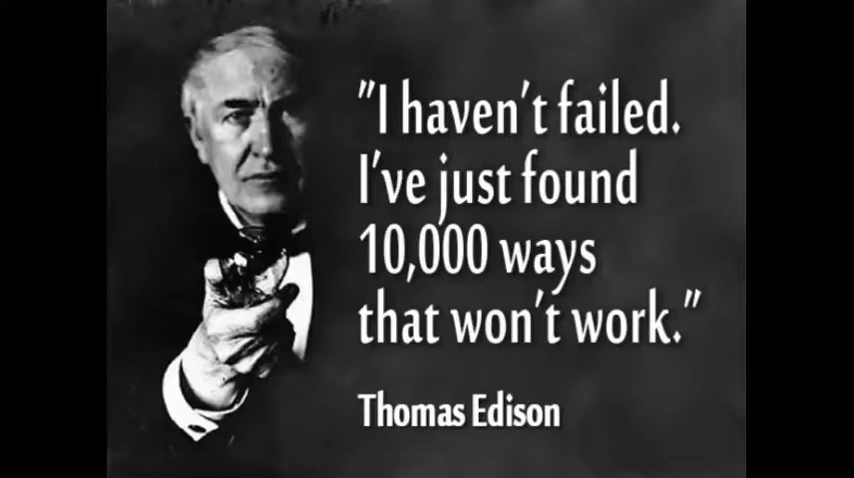 "I haven't failed.
I've just found
10,000 ways
that won't work."
Thomas Edison